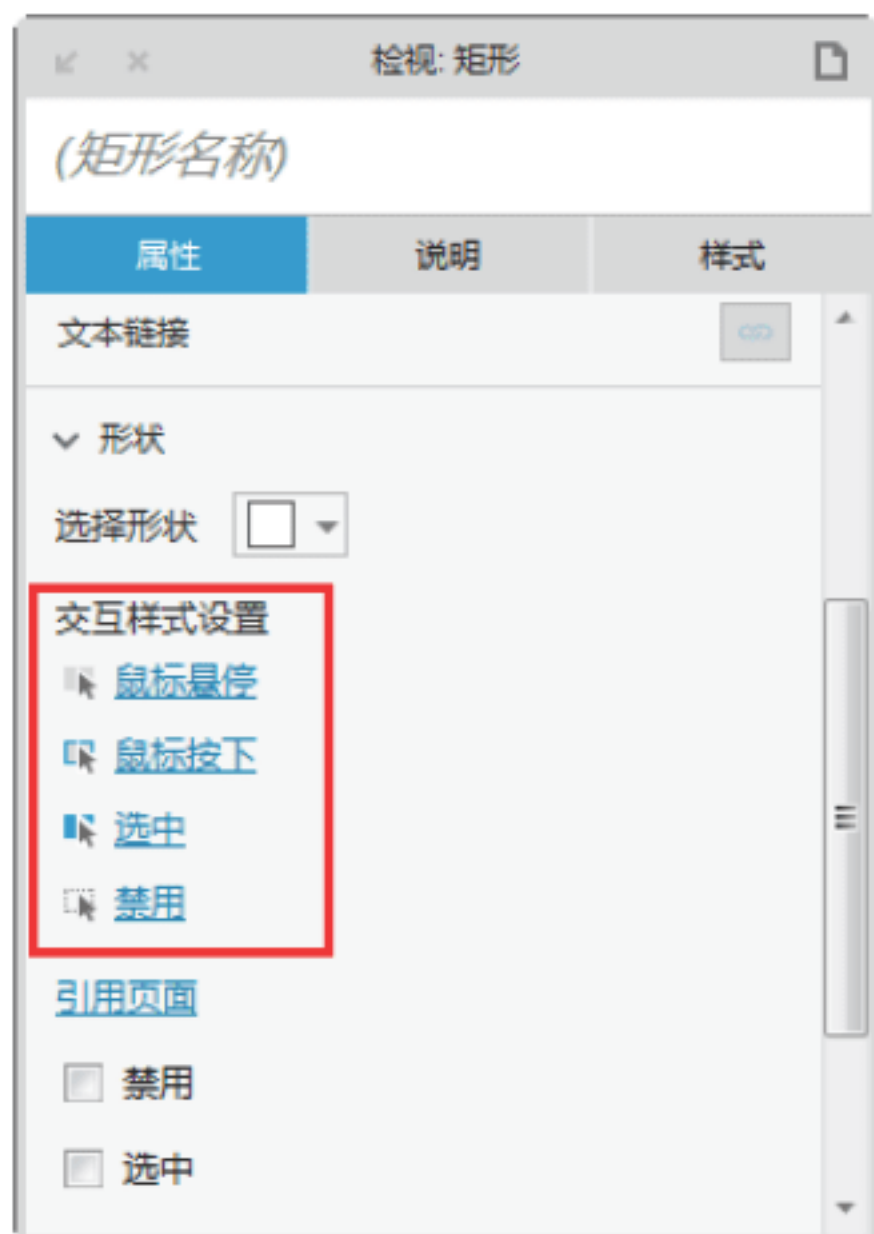 检视: 矩形
(矩形名称)
属性 说明 样式
文本链接
形状
选择形状
交互样式设置
鼠标悬停
鼠标按下
选中
禁用
引用页面
禁用
选中